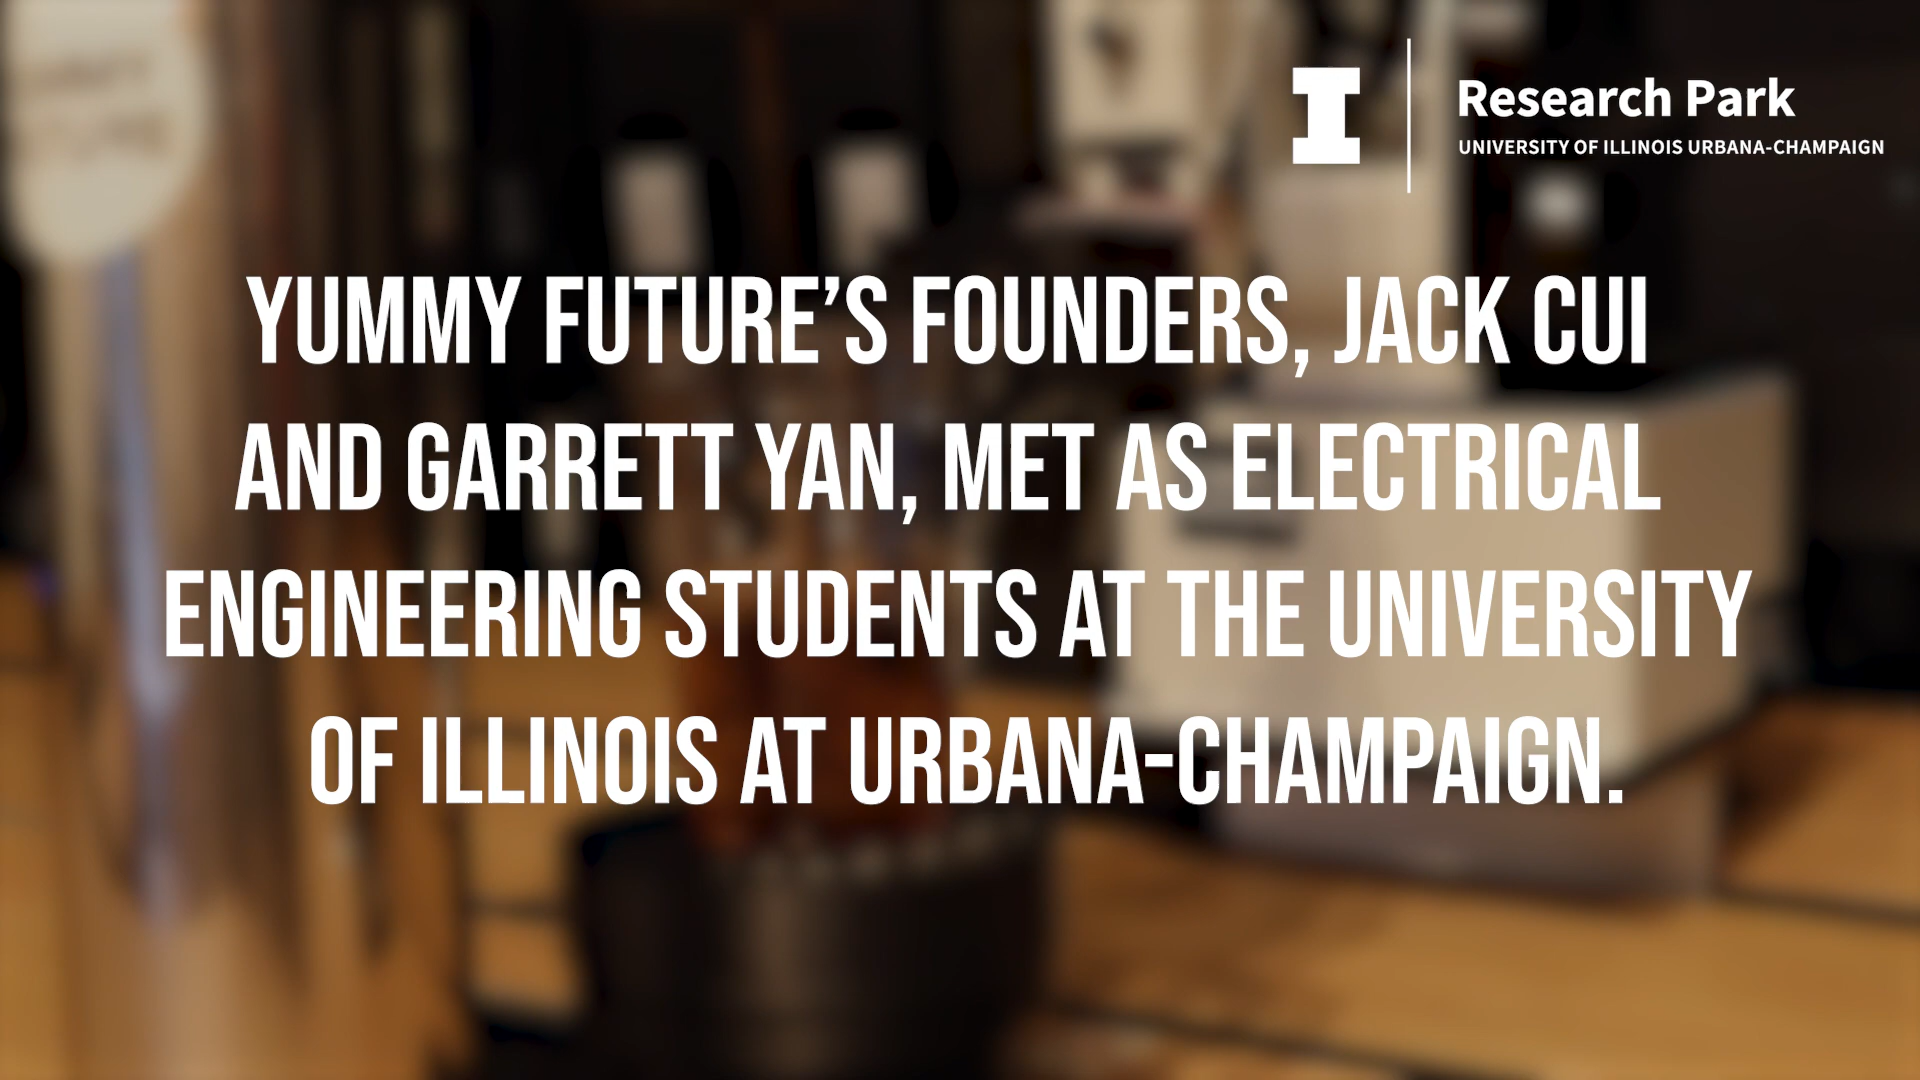 Research Park
UNIVERSITY OF ILLINOIS URBANA-CHAMPAIGN
YUMMY FUTURE’S FOUNDERS, JACK CUI
AND GARRETT YAN, MET AS ELECTRICAL
ENGINEERING STUDENTS AT THE UNIVERSITY
OF ILLINOIS AT URBANA-CHAMPAIGN.